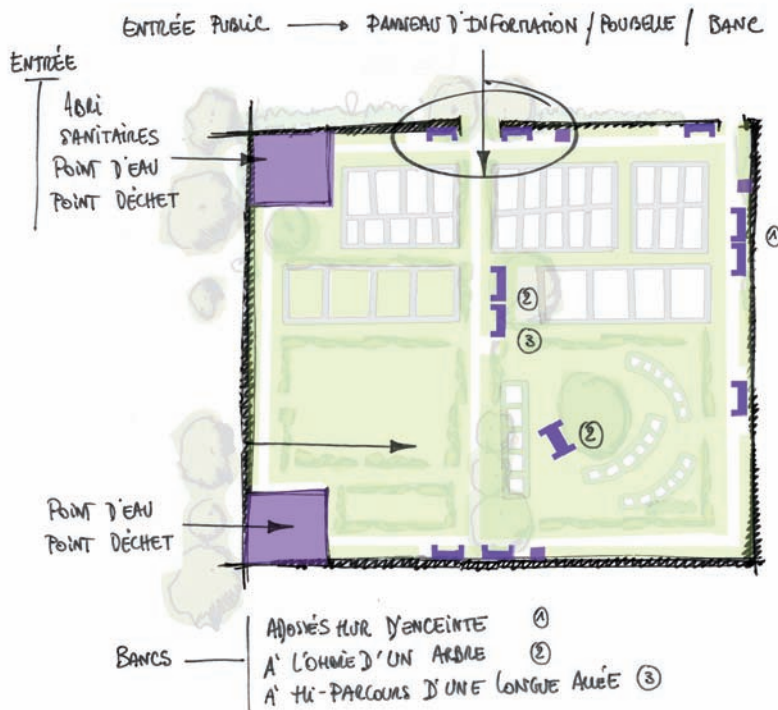 ENTRÉE PUBLIC → PANNEAU D'INFORMATION / POUBELLE / BANC
ENTRÉE
ABRI
SANITAIRES
POINT D'EAU
POINT DÉCHET
①
②
③
②
POINT D'EAU
POINT DÉCHET
BANCS
ADOSSÉS MUR D'ENCEINTE ①
A' L'OMBRE D'UN ARBRE ②
A' MI-PARCOURS D'UNE LONGUE ALLÉE ③